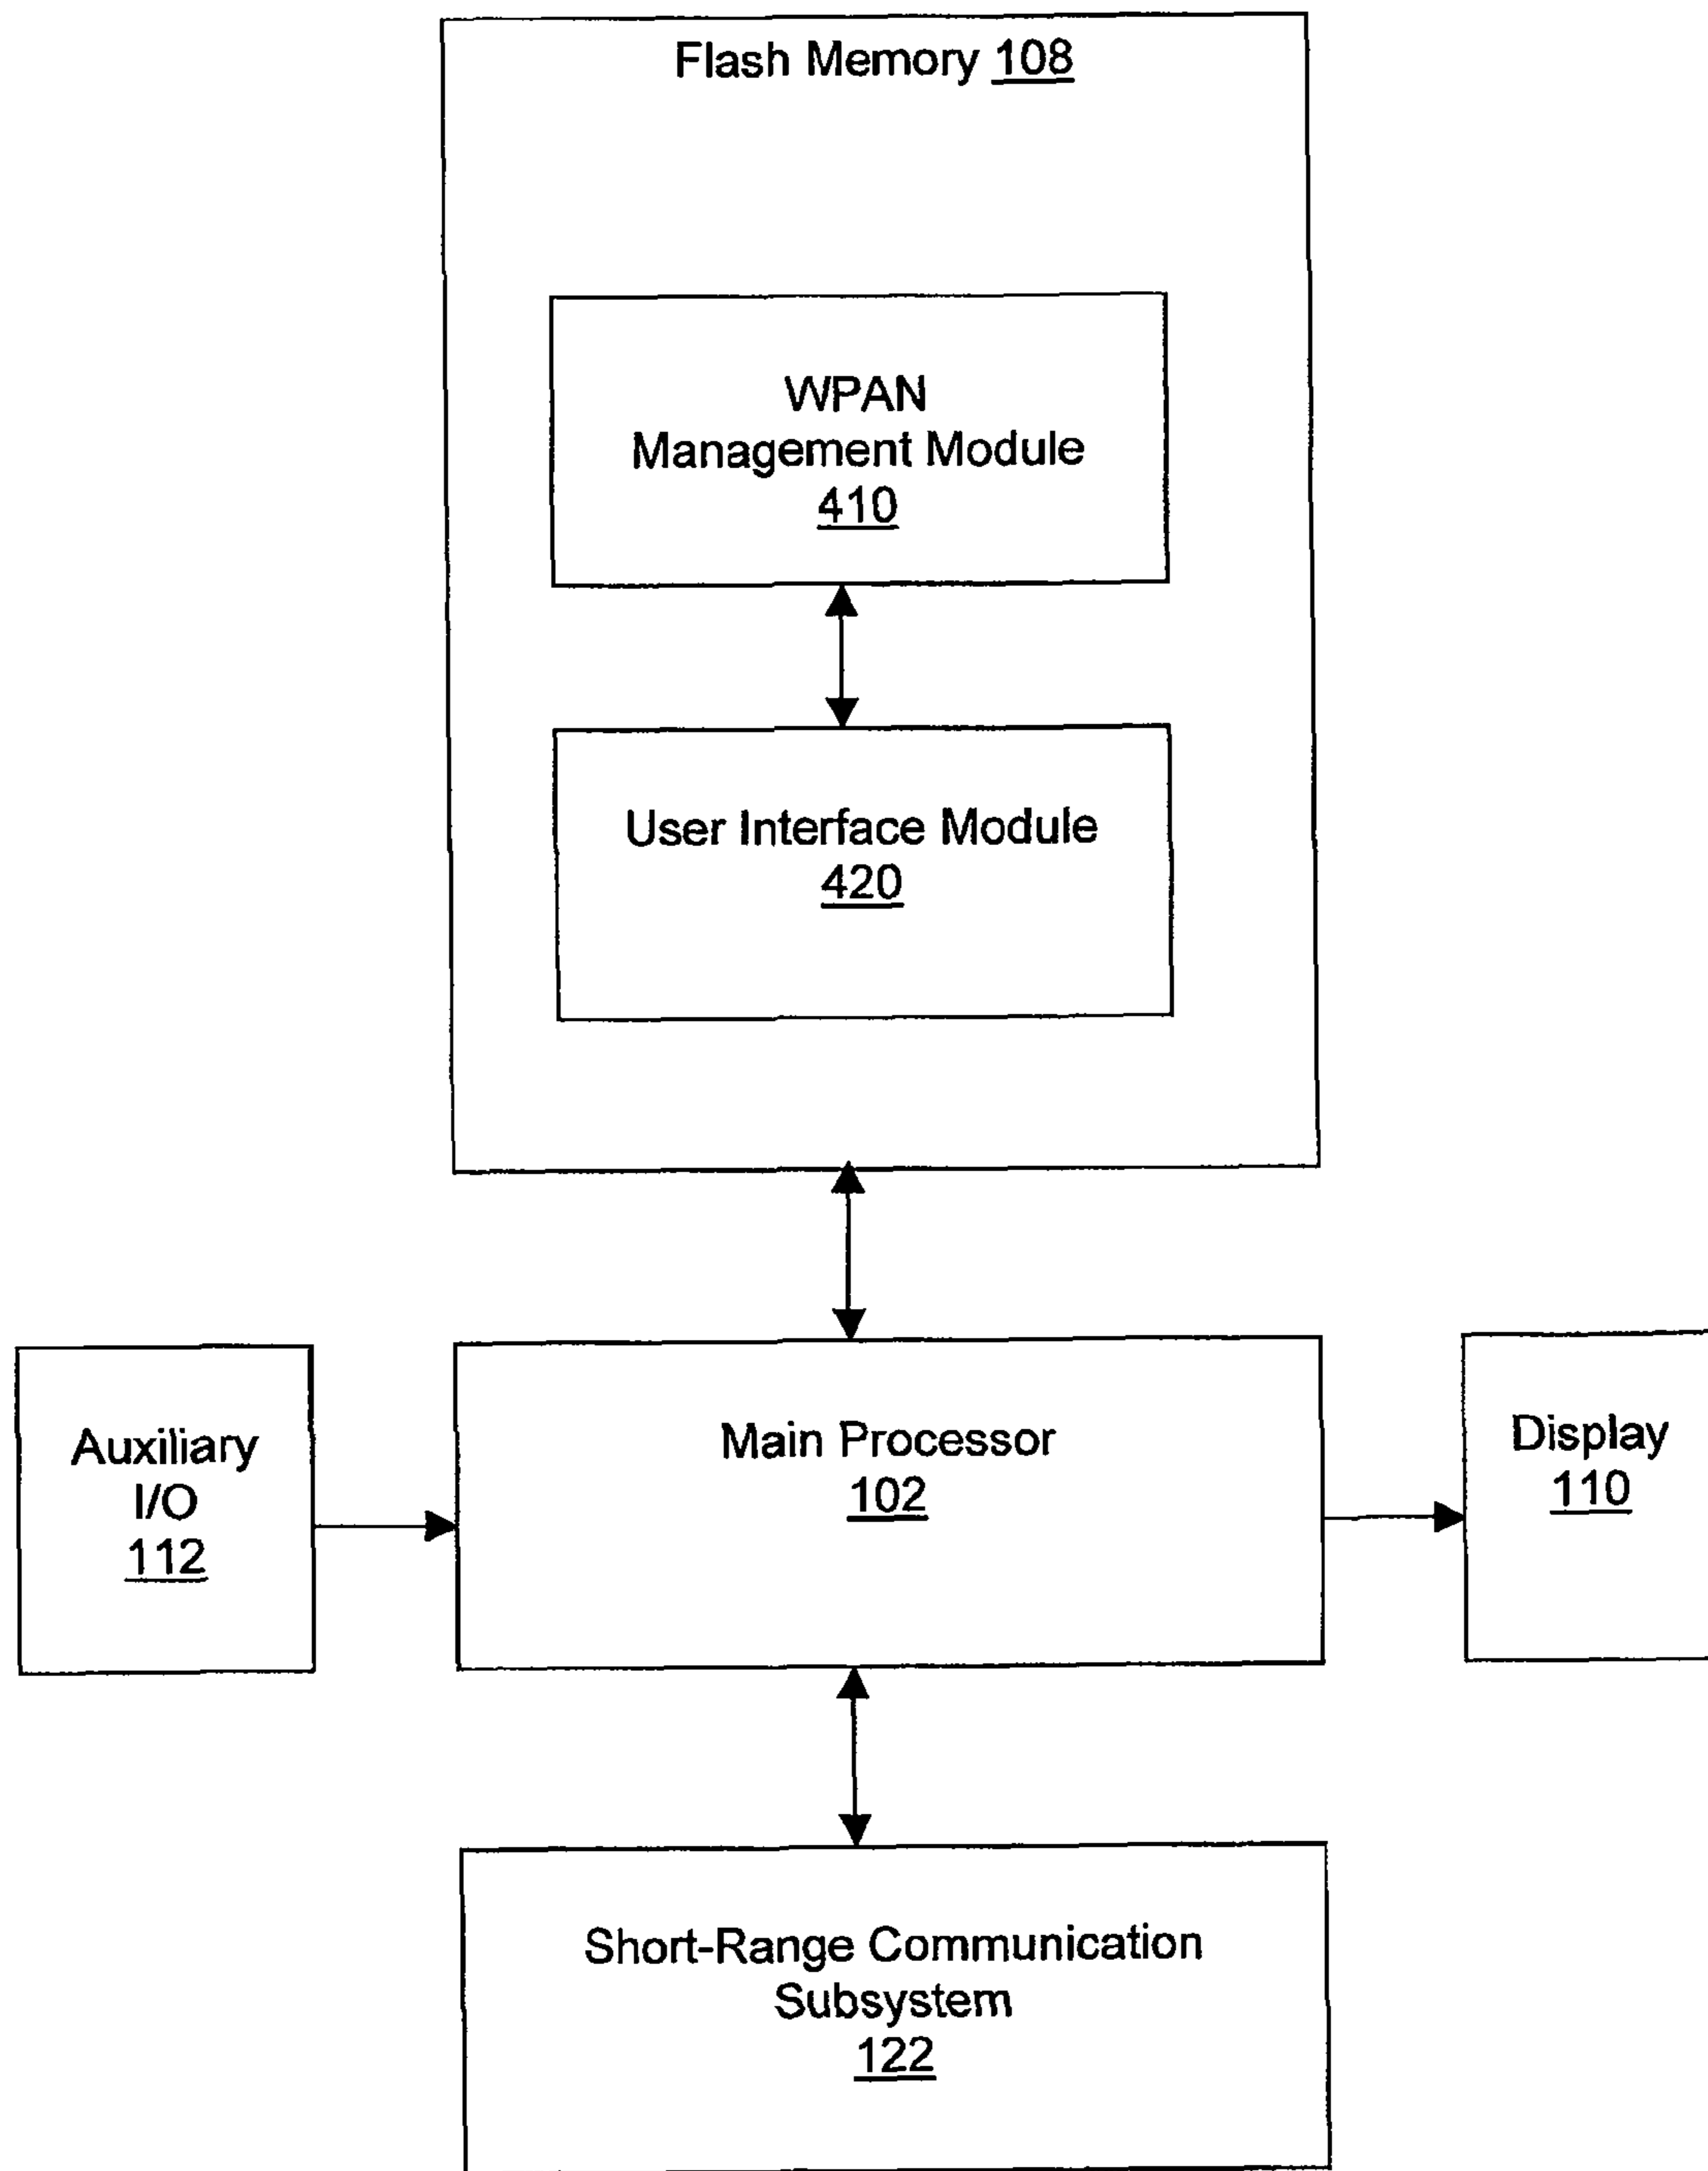 Flash Memory 108
WPAN
Management Module
410
User Interface Module
420
Auxiliary
I/O
112
Main Processor
102
Display
110
Short-Range Communication
Subsystem
122